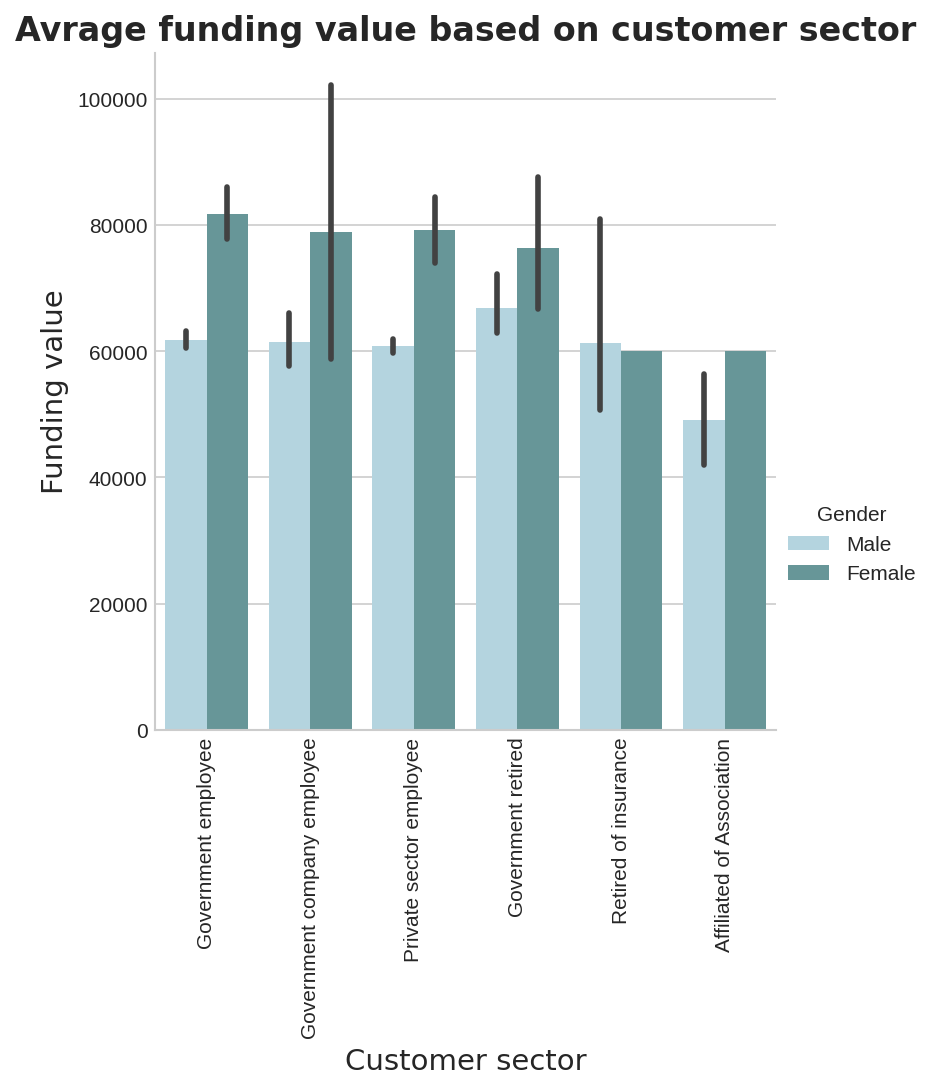 Avrage funding value based on customer sector
Funding value
100000
80000
60000
40000
20000
0
Gender
Male
Female
Government employee
Government company employee
Private sector employee
Government retired
Retired of insurance
Affiliated of Association
Customer sector